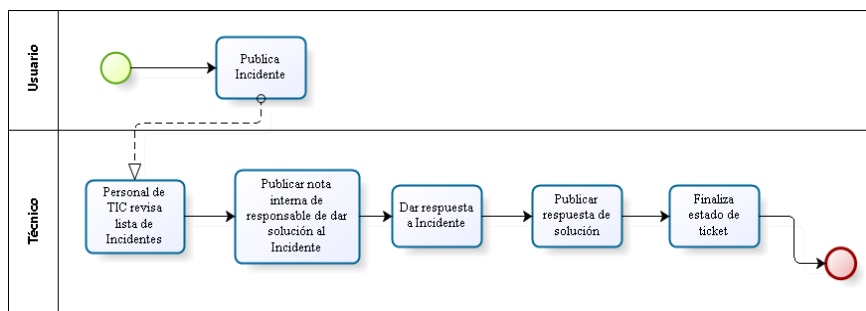 Usuario
Publica
Incidente
Técnico
Personal de
TIC revisa
lista de
Incidentes
Publicar nota
interna de
responsable de dar
solución al
Incidente
Dar respuesta
a Incidente
Publicar
respuesta de
solución
Finaliza
estado de
ticket